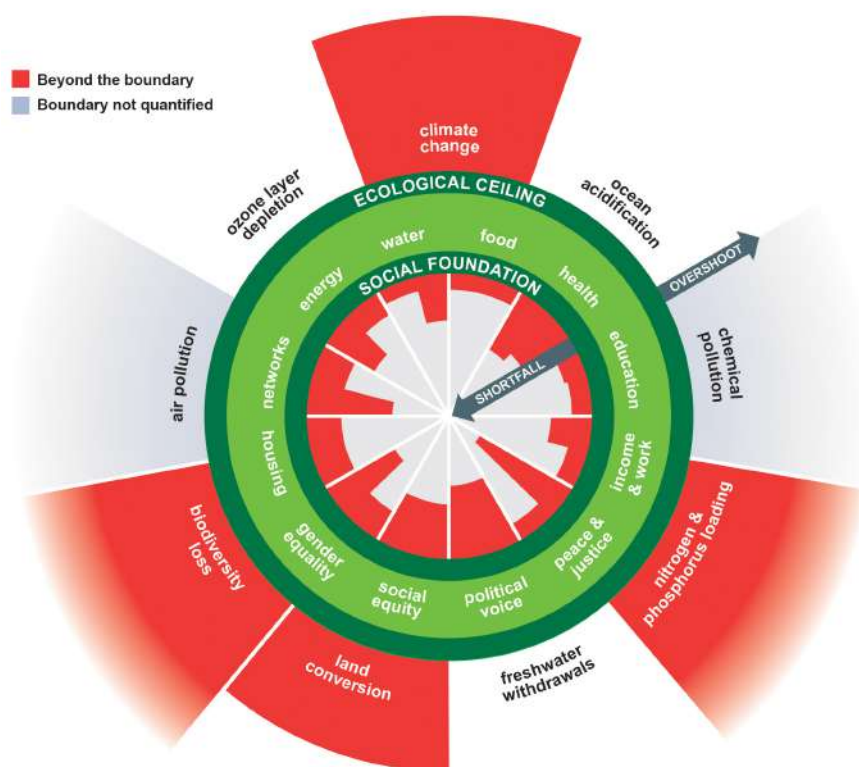 Beyond the boundary
Boundary not quantified
climate
change
ozone layer
depletion
ocean
acidification
ECOLOGICAL CEILING
OVERSHOOT
water
food
energy
health
SOCIAL FOUNDATION
SHORTFALL
networks
education
air pollution
chemical
pollution
housing
income
& work
gender
equality
peace &
justice
social
equity
political
voice
biodiversity
loss
nitrogen &
phosphorus loading
land
conversion
freshwater
withdrawals